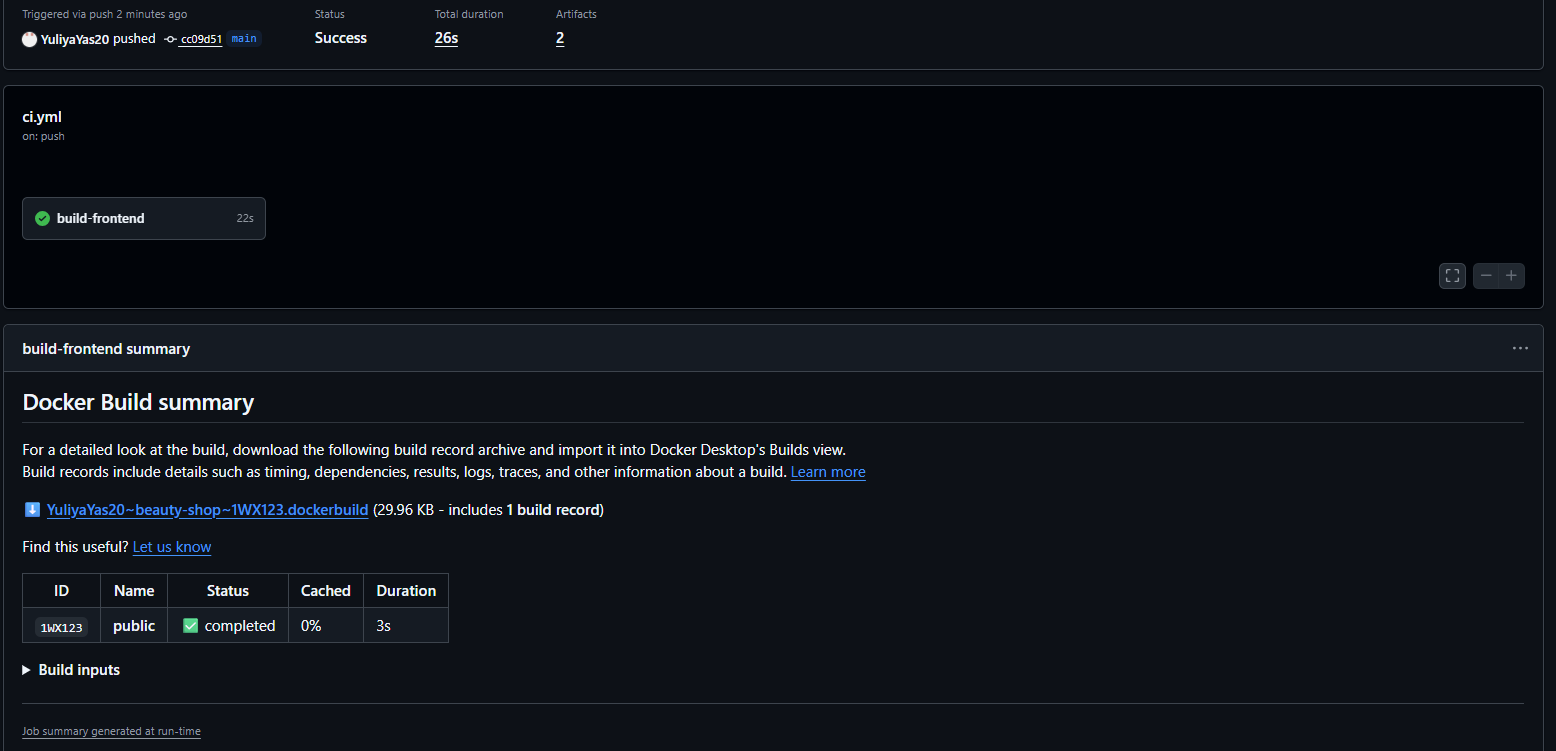 Triggered via push 2 minutes ago Status Total duration Artifacts
YuliyaYas20 pushed cc09d51 main Success 26s 2
ci.yml
on: push
build-frontend 22s
build-frontend summary
Docker Build summary
For a detailed look at the build, download the following build record archive and import it into Docker Desktop's Builds view.
Build records include details such as timing, dependencies, results, logs, traces, and other information about a build. Learn more
YuliyaYas20~beauty-shop~1WX123.dockerbuild (29.96 KB - includes 1 build record)
Find this useful? Let us know
ID Name Status Cached Duration
1WX123 public ✅ completed 0% 3s
Build inputs
Job summary generated at run-time